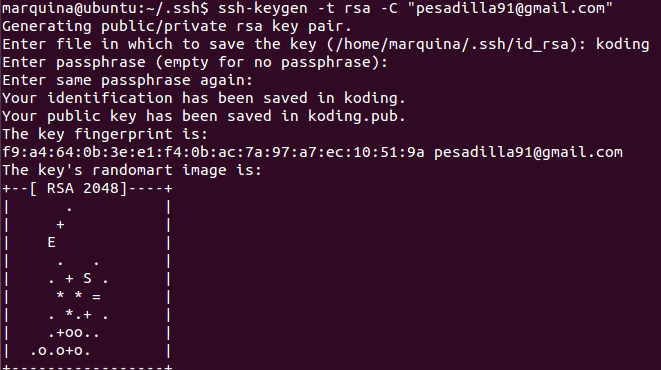 marquina@ubuntu:~/.ssh$ ssh-keygen -t rsa -C "pesadilla91@gmail.com"
Generating public/private rsa key pair.
Enter file in which to save the key (/home/marquina/.ssh/id_rsa): koding
Enter passphrase (empty for no passphrase):
Enter same passphrase again:
Your identification has been saved in koding.
Your public key has been saved in koding.pub.
The key fingerprint is:
f9:a4:64:0b:3e:e1:f4:0b:ac:7a:97:a7:ec:10:51:9a pesadilla91@gmail.com
The key's randomart image is:
+--[ RSA 2048]----+
|      .          |
|     +           |
|    E            |
|     .   .       |
|    . + S .      |
|     * * =       |
|    . *.+ .      |
|    .+oo..       |
|  .o.o+o.        |
+-----------------+